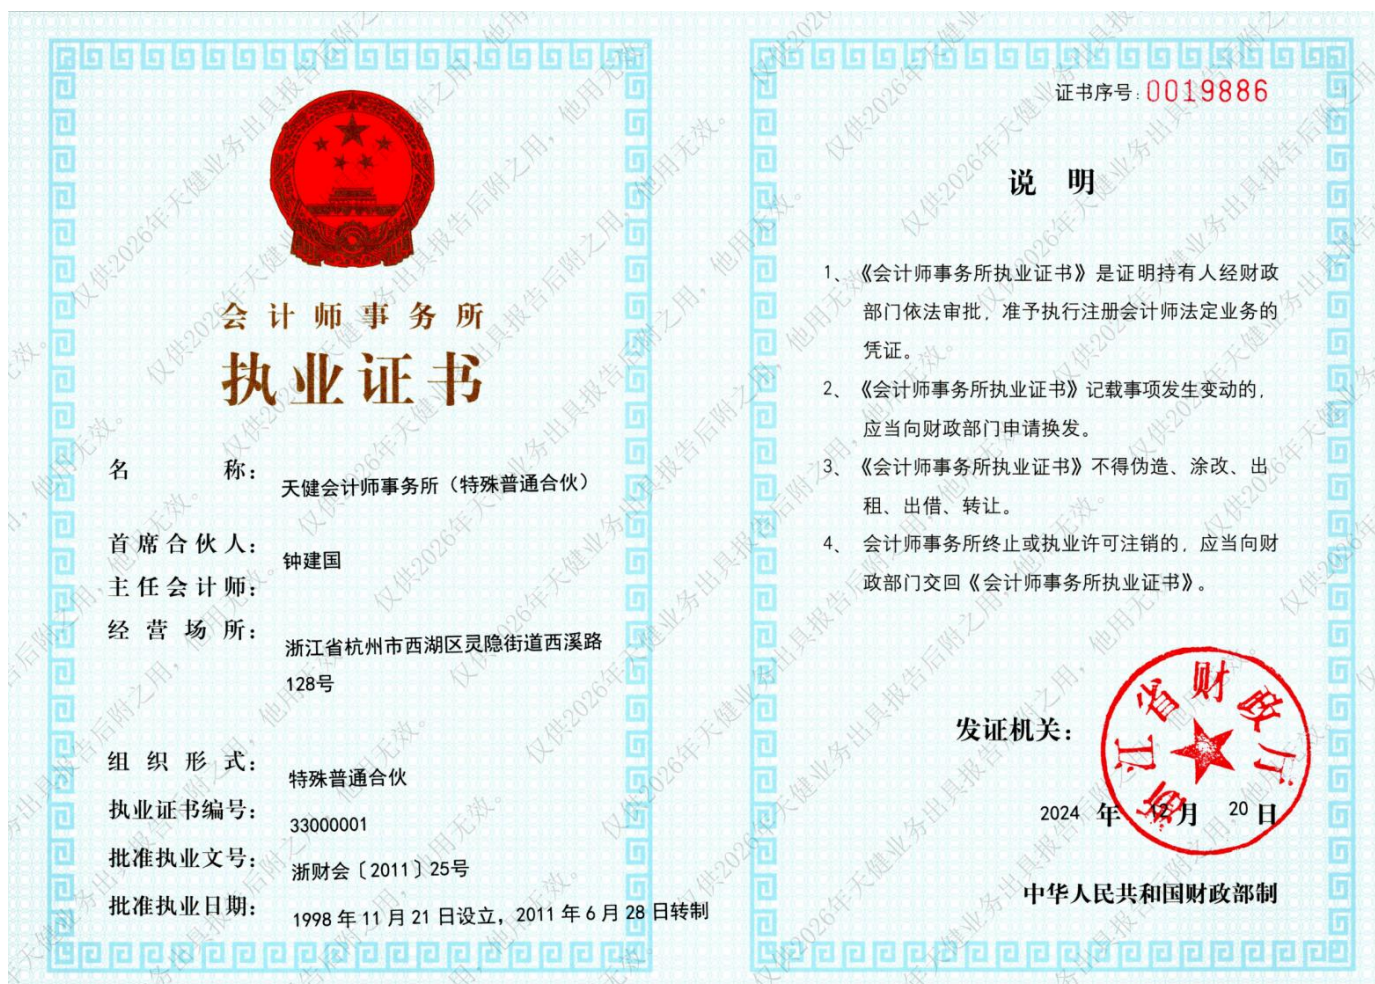 会计师事务所
执业证书
名 称： 天健会计师事务所（特殊普通合伙）
首席合伙人： 钟建国
主任会计师：
经 营 场 所： 浙江省杭州市西湖区灵隐街道西溪路
128号
组 织 形 式： 特殊普通合伙
执业证书编号： 33000001
批准执业文号： 浙财会〔2011〕25号
批准执业日期： 1998 年 11 月 21 日设立，2011 年 6 月 28 日转制
证书序号：0019886
说 明
1、《会计师事务所执业证书》是证明持有人经财政
部门依法审批，准予执行注册会计师法定业务的
凭证。
2、《会计师事务所执业证书》记载事项发生变动的，
应当向财政部门申请换发。
3、《会计师事务所执业证书》不得伪造、涂改、出
租、出借、转让。
4、会计师事务所终止或执业许可注销的，应当向财
政部门交回《会计师事务所执业证书》。
发证机关：
浙江省财政厅
2024 年 12 月 20 日
中华人民共和国财政部制
仅供2026年天健业务出具报告后附之用，他用无效。